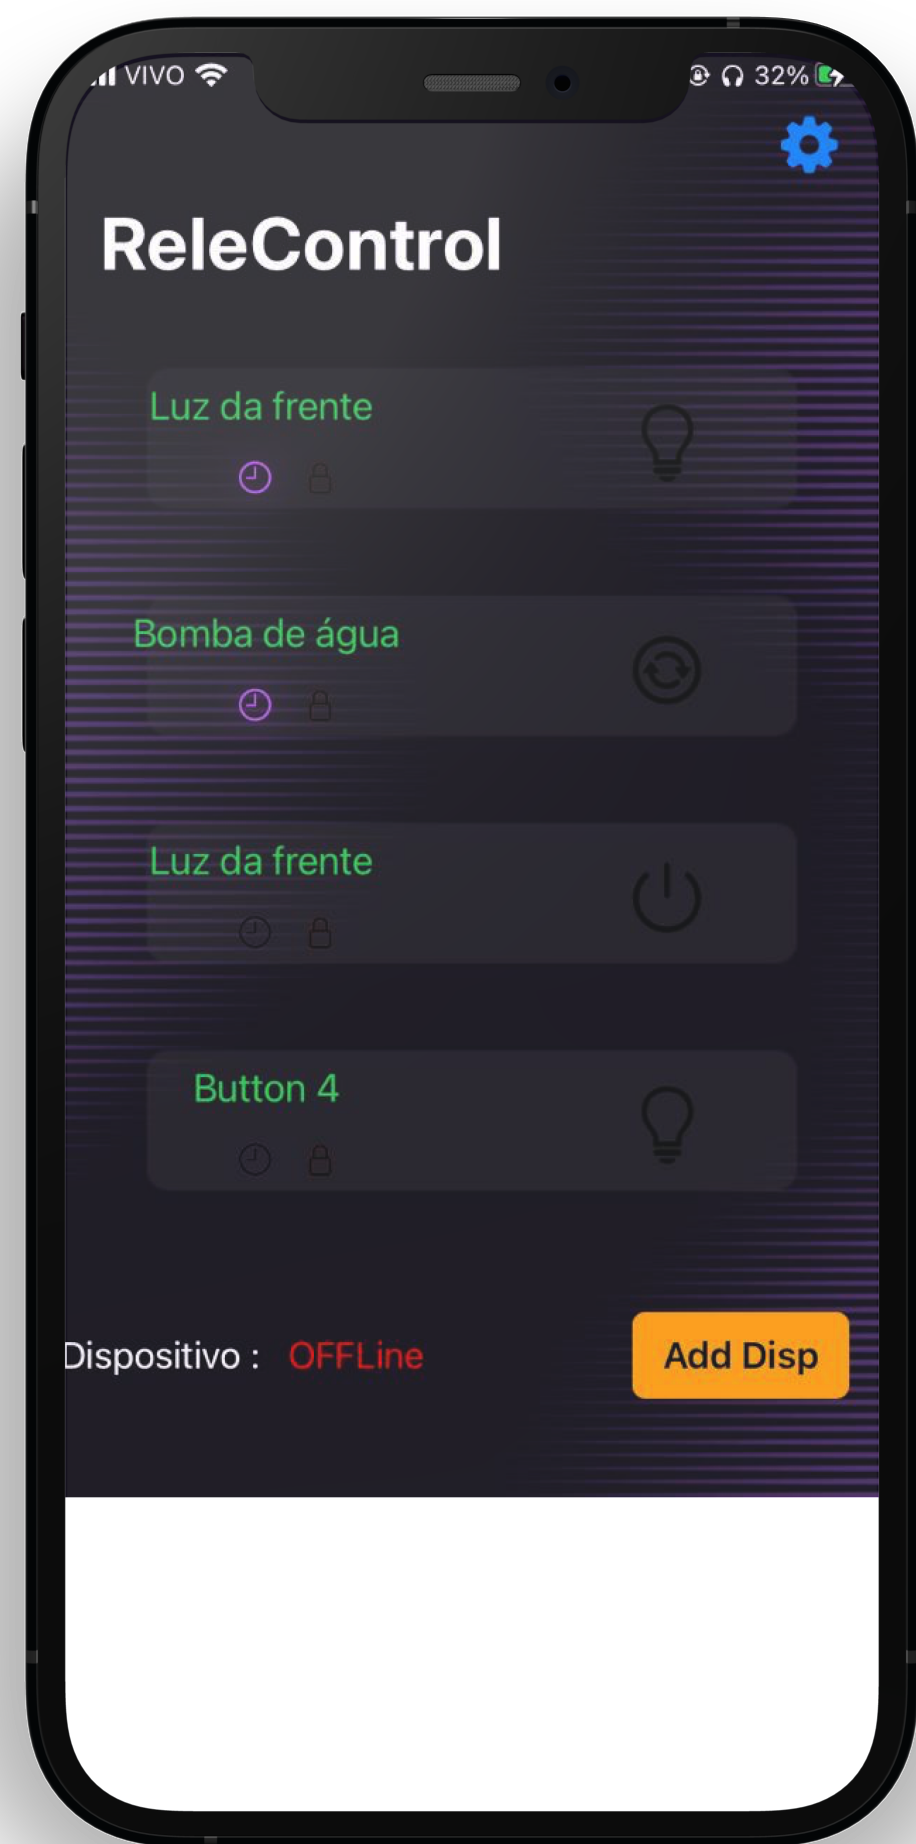 VIVO 32%
ReleControl
Luz da frente
Bomba de água
Luz da frente
Button 4
Dispositivo : OFFLine
Add Disp